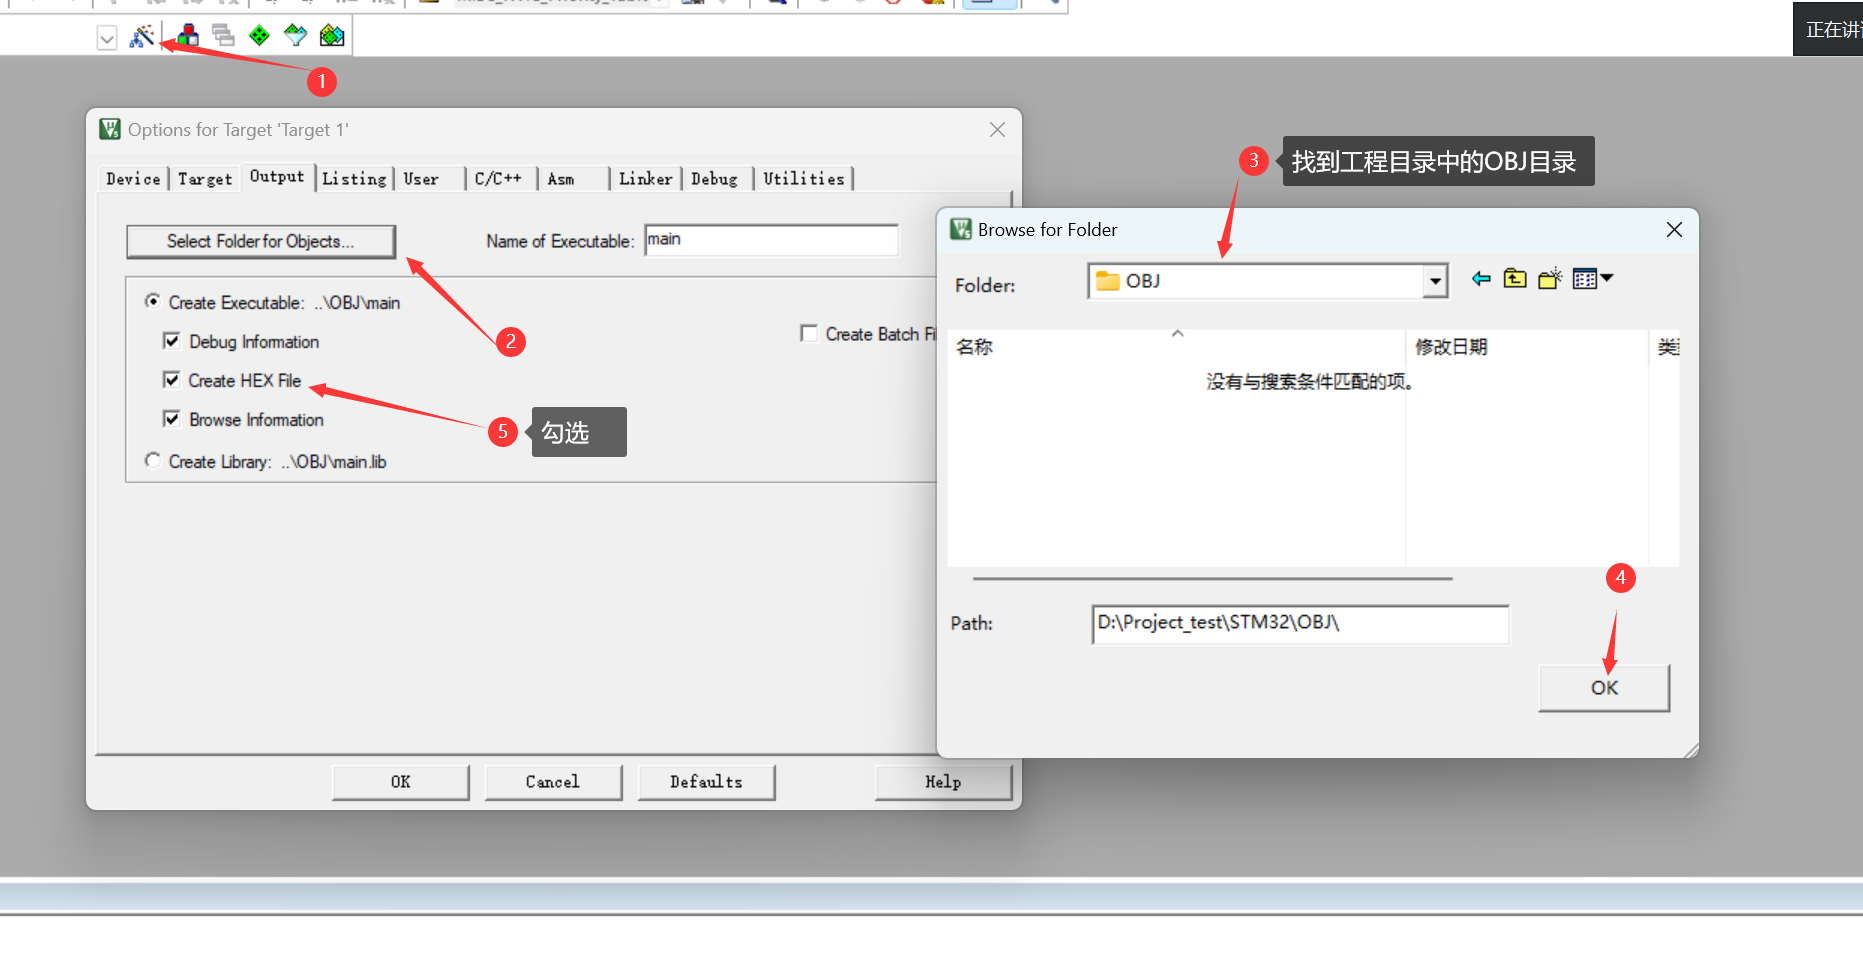 正在讲
1
Options for Target 'Target 1'
Device Target Output Listing User C/C++ Asm Linker Debug Utilities
Select Folder for Objects...
Name of Executable: main
2
Create Executable: ..\OBJ\main
Debug Information
Create Batch Fi
Create HEX File
Browse Information
5 勾选
Create Library: ..\OBJ\main.lib
OK Cancel Defaults Help
3 找到工程目录中的OBJ目录
Browse for Folder
Folder: OBJ
名称 修改日期
没有与搜索条件匹配的项。
4
Path: D:\Project_test\STM32\OBJ\
OK